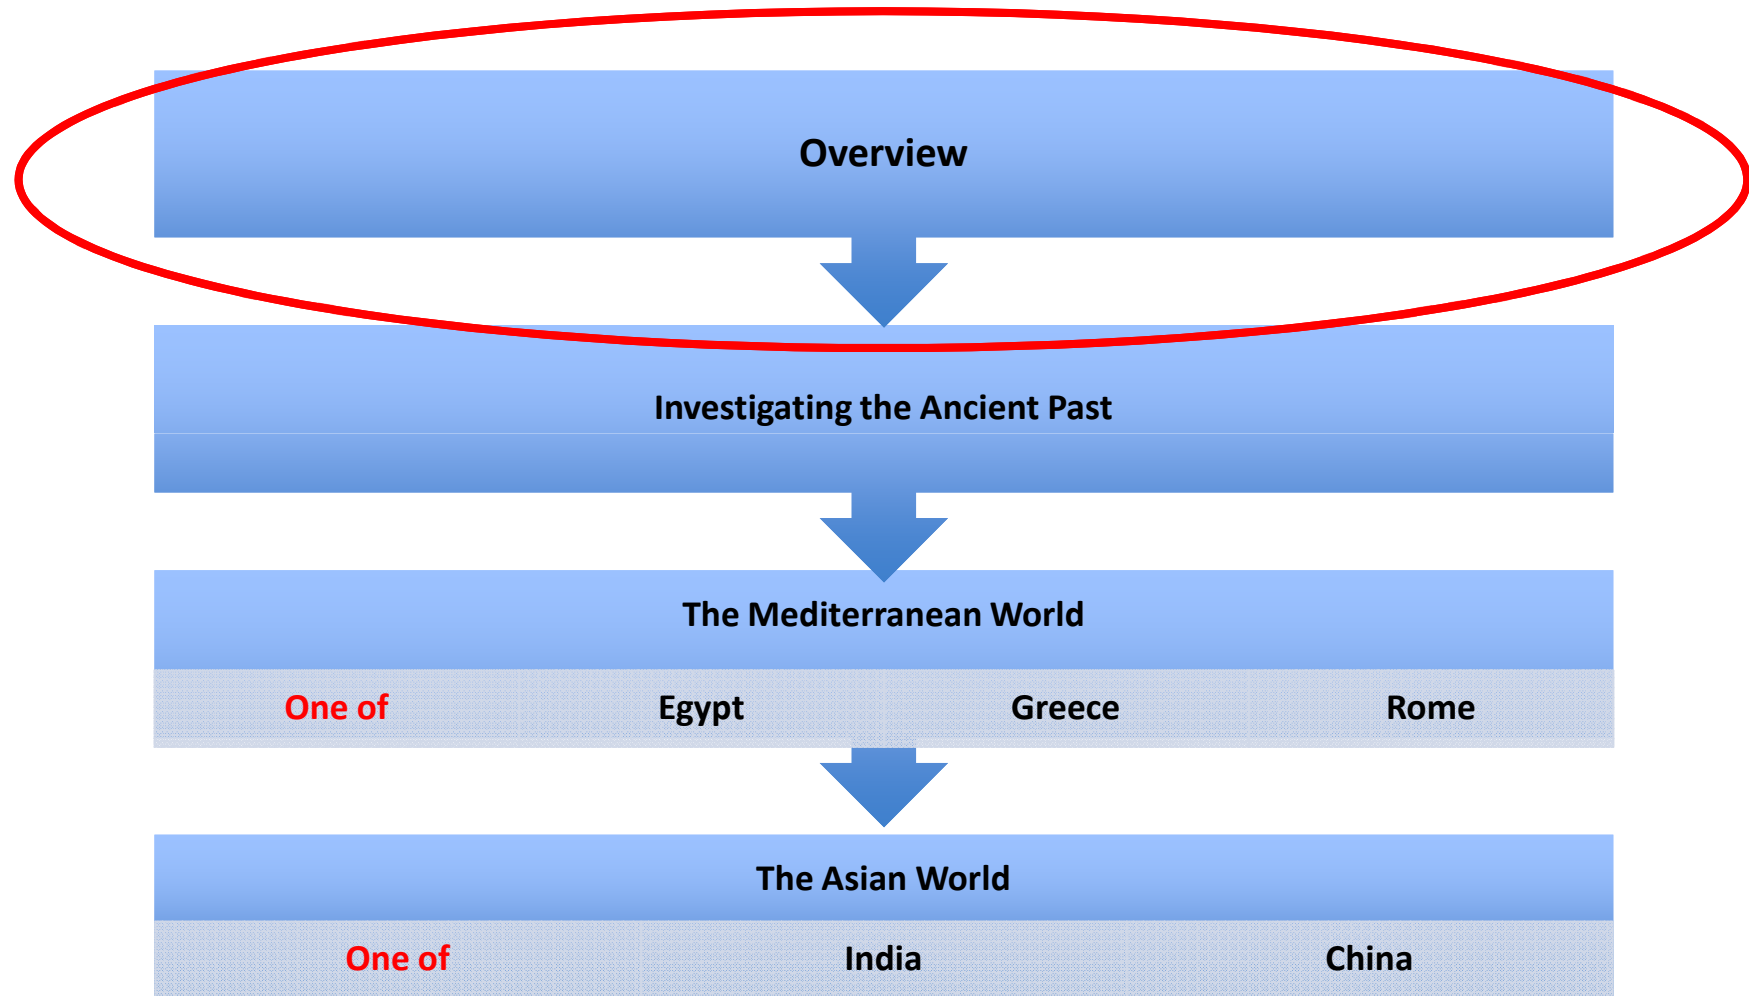 Overview
Investigating the Ancient Past
The Mediterranean World
One of Egypt Greece Rome
The Asian World
One of India China